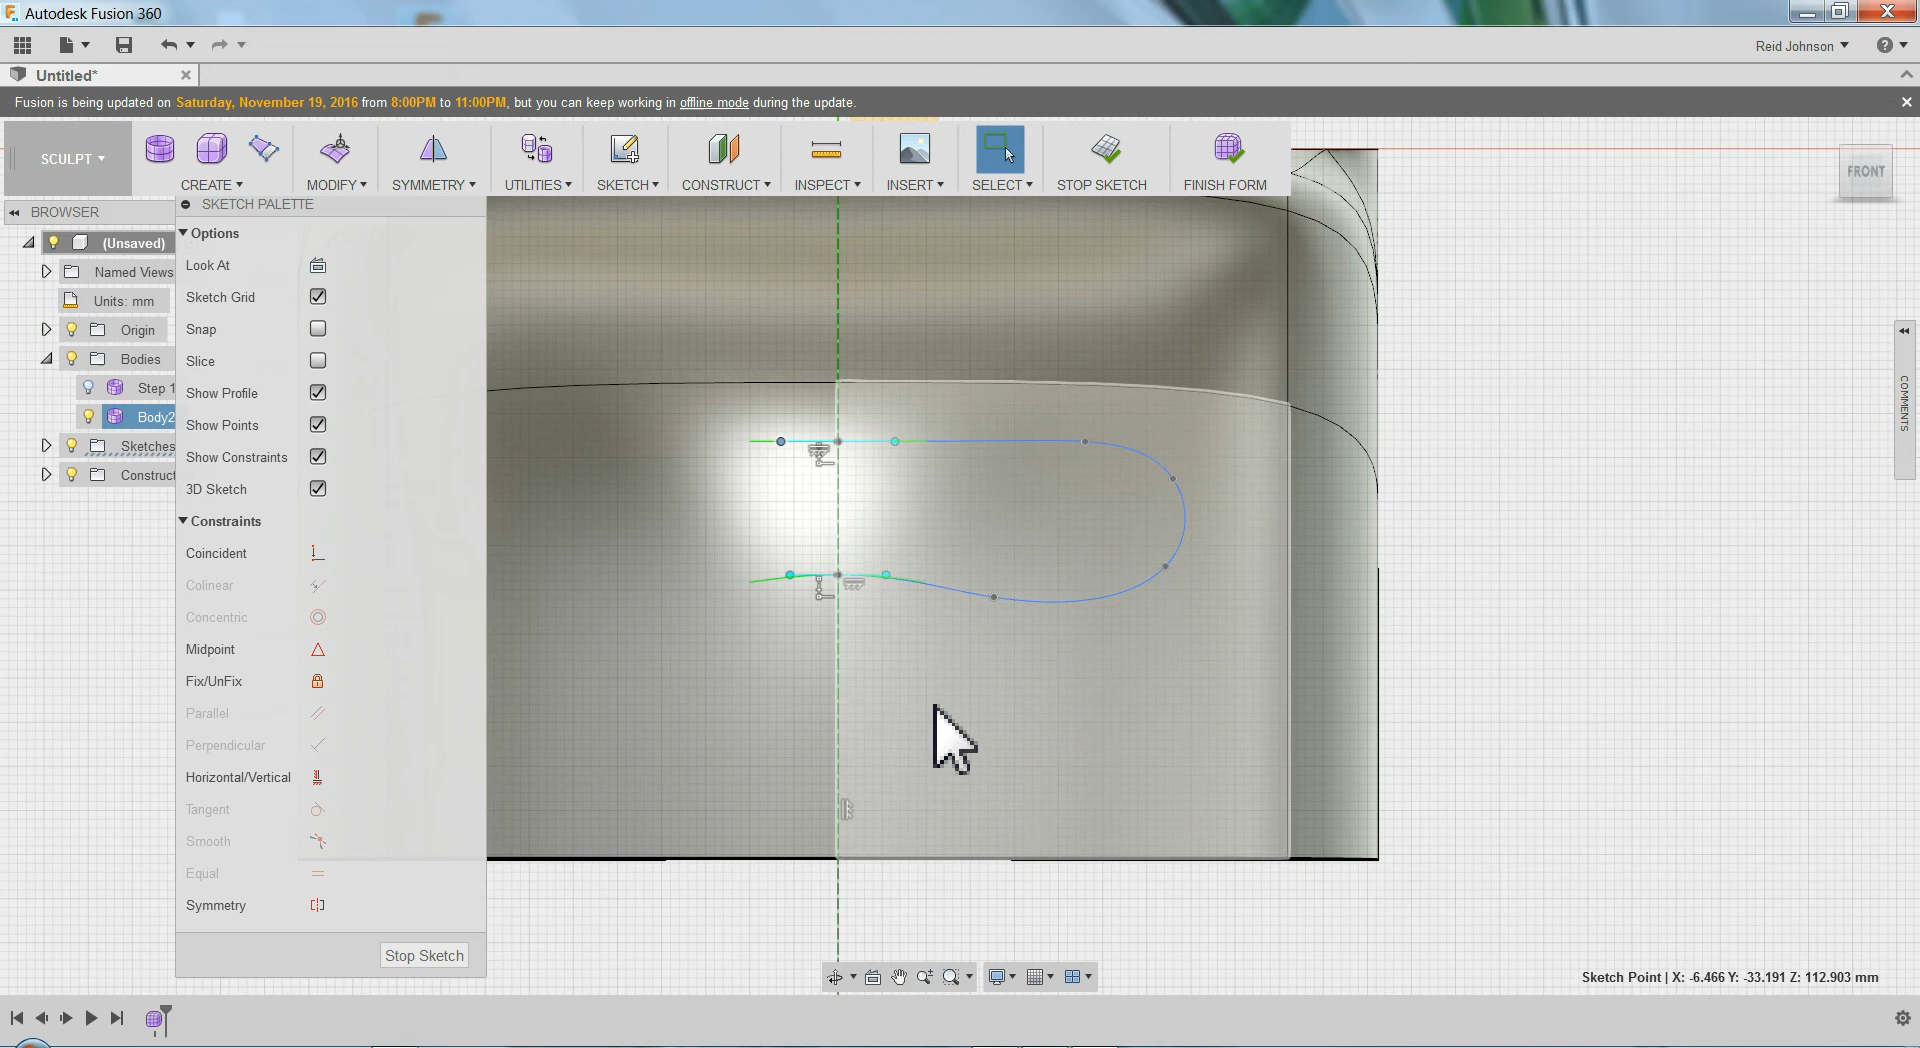 Autodesk Fusion 360
Reid Johnson
Untitled*
Fusion is being updated on Saturday, November 19, 2016 from 8:00PM to 11:00PM, but you can keep working in offline mode during the update.
SCULPT
CREATE
MODIFY
SYMMETRY
UTILITIES
SKETCH
CONSTRUCT
INSPECT
INSERT
SELECT
STOP SKETCH
FINISH FORM
FRONT
BROWSER
(Unsaved)
Named Views
Units: mm
Origin
Bodies
Step 1
Body2
Sketches
Construct
SKETCH PALETTE
Options
Look At
Sketch Grid
Snap
Slice
Show Profile
Show Points
Show Constraints
3D Sketch
Constraints
Coincident
Colinear
Concentric
Midpoint
Fix/UnFix
Parallel
Perpendicular
Horizontal/Vertical
Tangent
Smooth
Equal
Symmetry
Stop Sketch
COMMENTS
Sketch Point | X: -6.466 Y: -33.191 Z: 112.903 mm